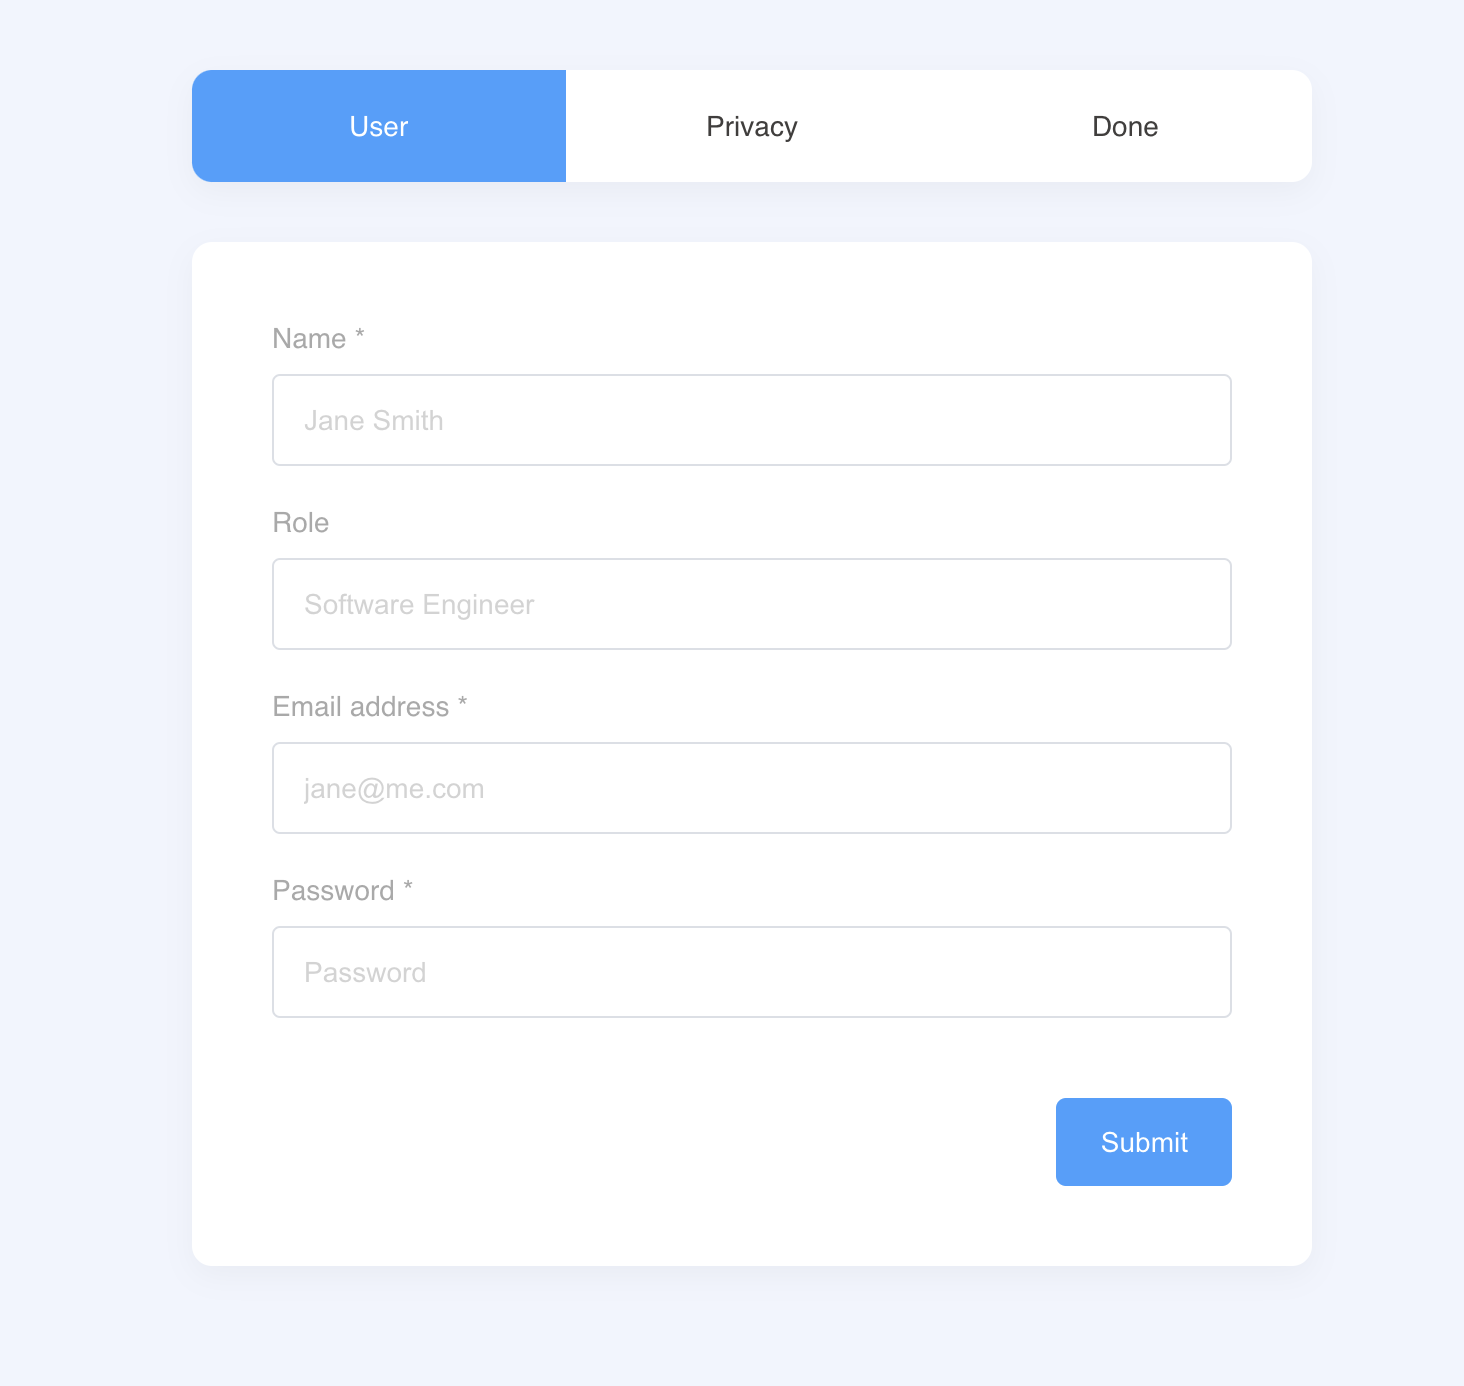 User Privacy Done
Name *
Jane Smith
Role
Software Engineer
Email address *
jane@me.com
Password *
Password
Submit